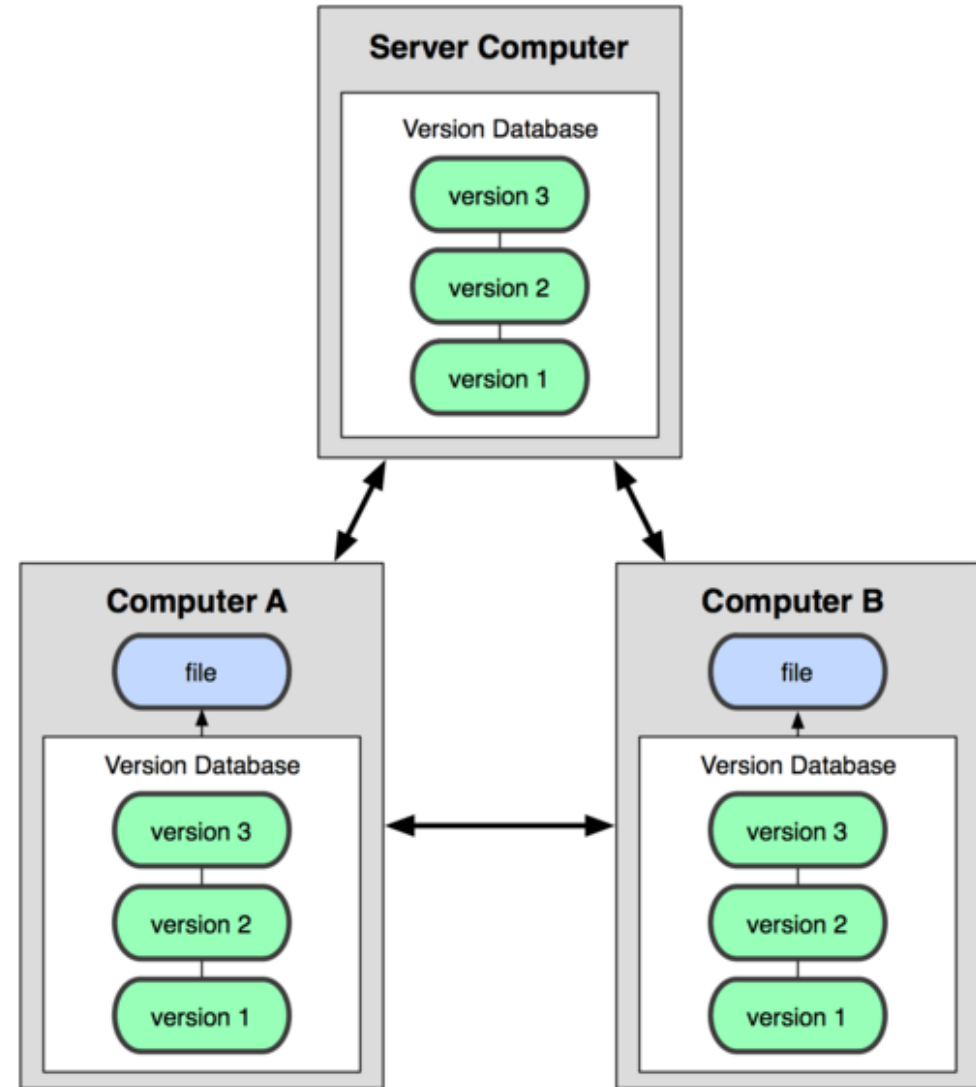 Server Computer
Version Database
version 3
version 2
version 1
Computer A
file
Version Database
version 3
version 2
version 1
Computer B
file
Version Database
version 3
version 2
version 1